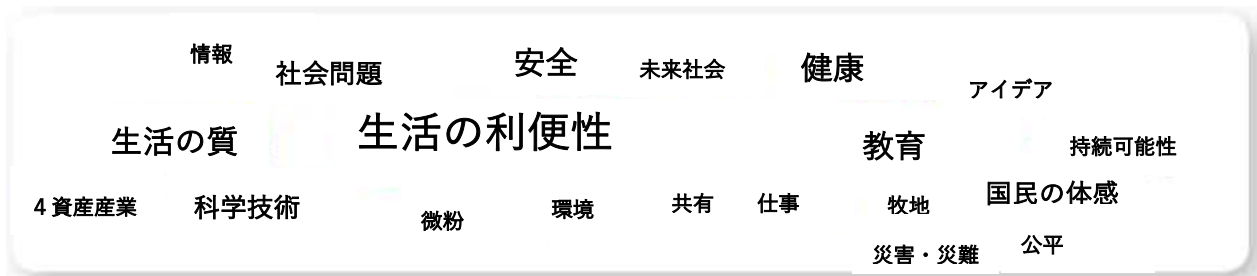 情報
社会問題
安全
未来社会
健康
アイデア
生活の質
生活の利便性
教育
持続可能性
4資産産業
科学技術
微粉
環境
共有
仕事
牧地
国民の体感
災害・災難
公平